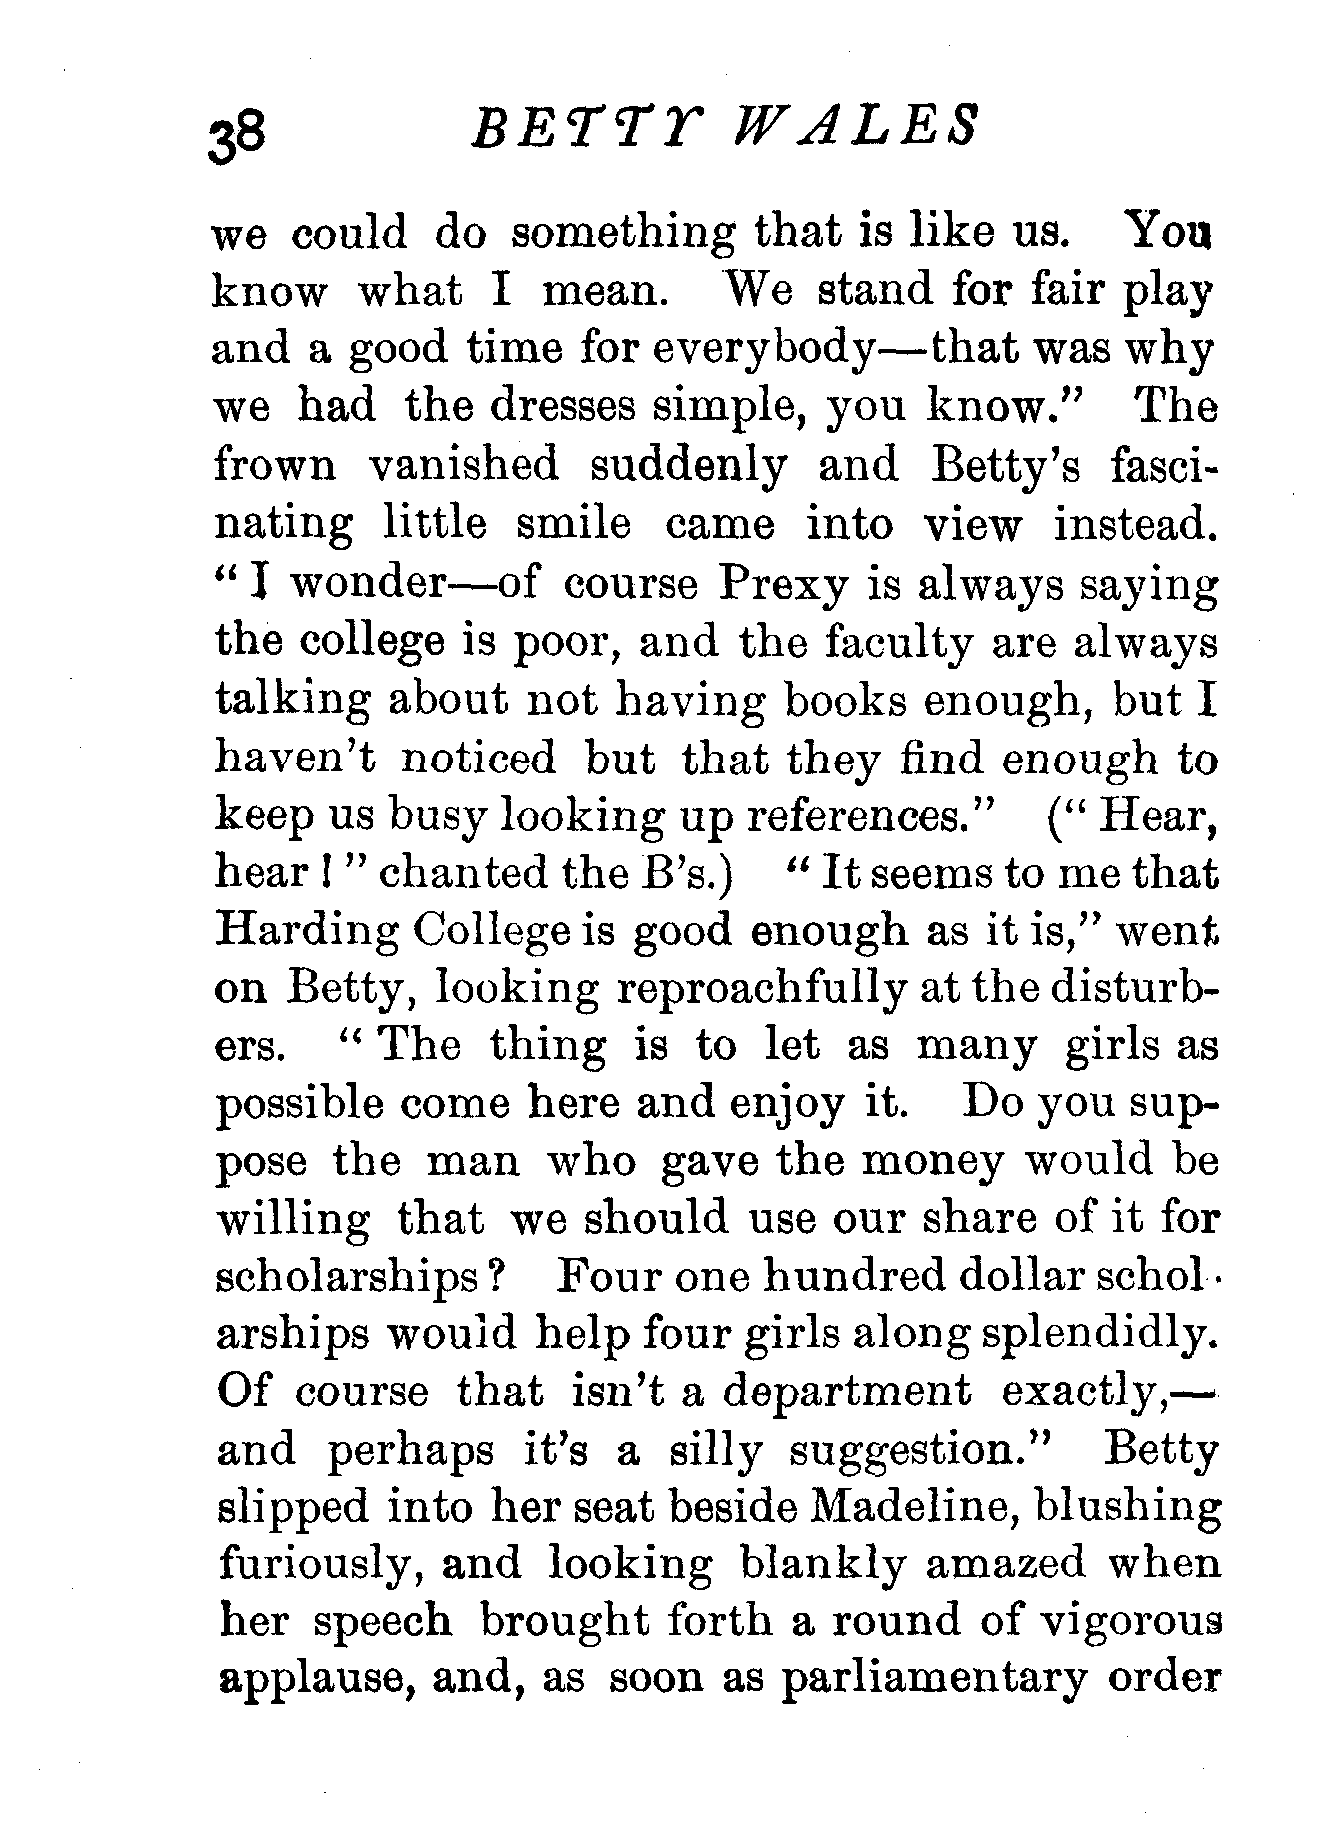 38 BETTY WALES
we could do something that is like us. You
know what I mean. We stand for fair play
and a good time for everybody—that was why
we had the dresses simple, you know.” The
frown vanished suddenly and Betty’s fasci-
nating little smile came into view instead.
“ I wonder—of course Prexy is always saying
the college is poor, and the faculty are always
talking about not having books enough, but I
haven’t noticed but that they find enough to
keep us busy looking up references.” (“ Hear,
hear ! ” chanted the B’s.) “ It seems to me that
Harding College is good enough as it is,” went
on Betty, looking reproachfully at the disturb-
ers. “ The thing is to let as many girls as
possible come here and enjoy it. Do you sup-
pose the man who gave the money would be
willing that we should use our share of it for
scholarships ? Four one hundred dollar schol-
arships would help four girls along splendidly.
Of course that isn’t a department exactly,—
and perhaps it’s a silly suggestion.” Betty
slipped into her seat beside Madeline, blushing
furiously, and looking blankly amazed when
her speech brought forth a round of vigorous
applause, and, as soon as parliamentary order